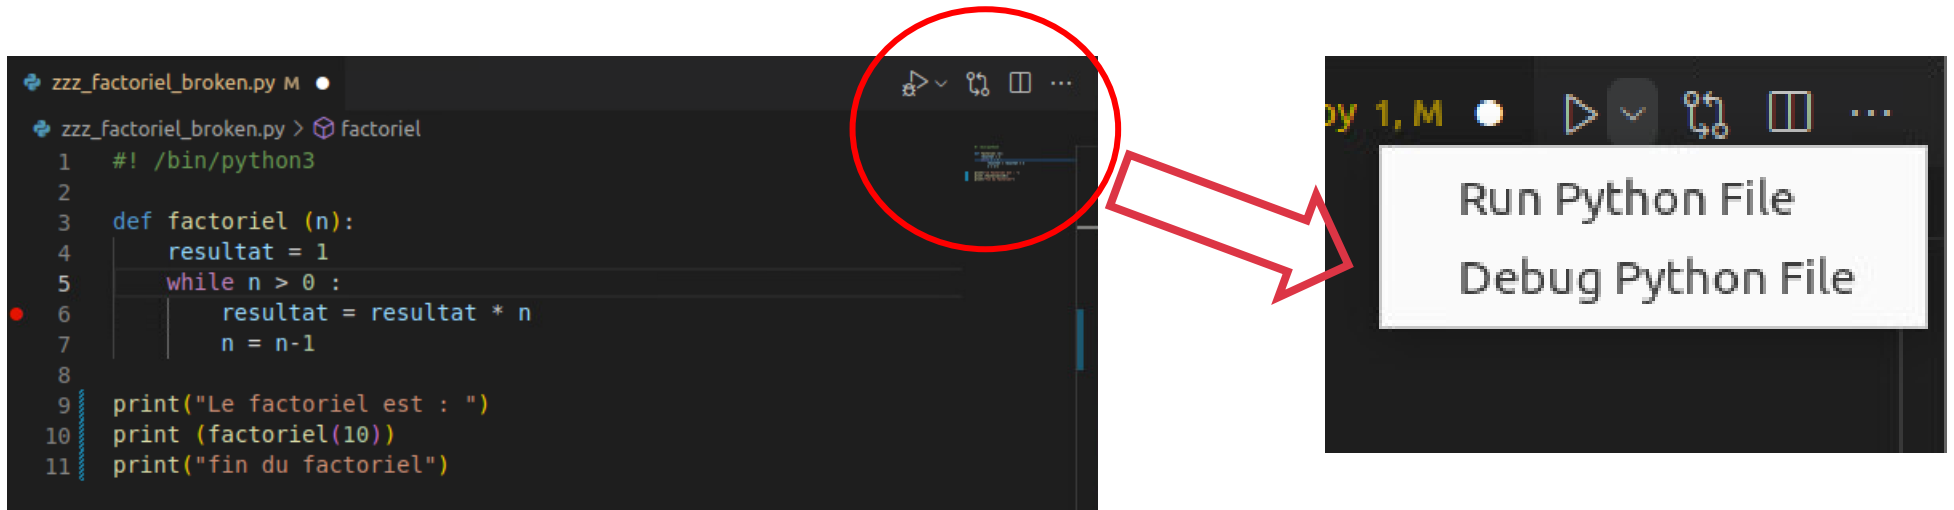 zzz_factoriel_broken.py M
zzz_factoriel_broken.py > factoriel
1 #! /bin/python3
2
3 def factoriel (n):
4 resultat = 1
5 while n > 0 :
6 resultat = resultat * n
7 n = n-1
8
9 print("Le factoriel est : ")
10 print (factoriel(10))
11 print("fin du factoriel")
py 1, M
Run Python File
Debug Python File